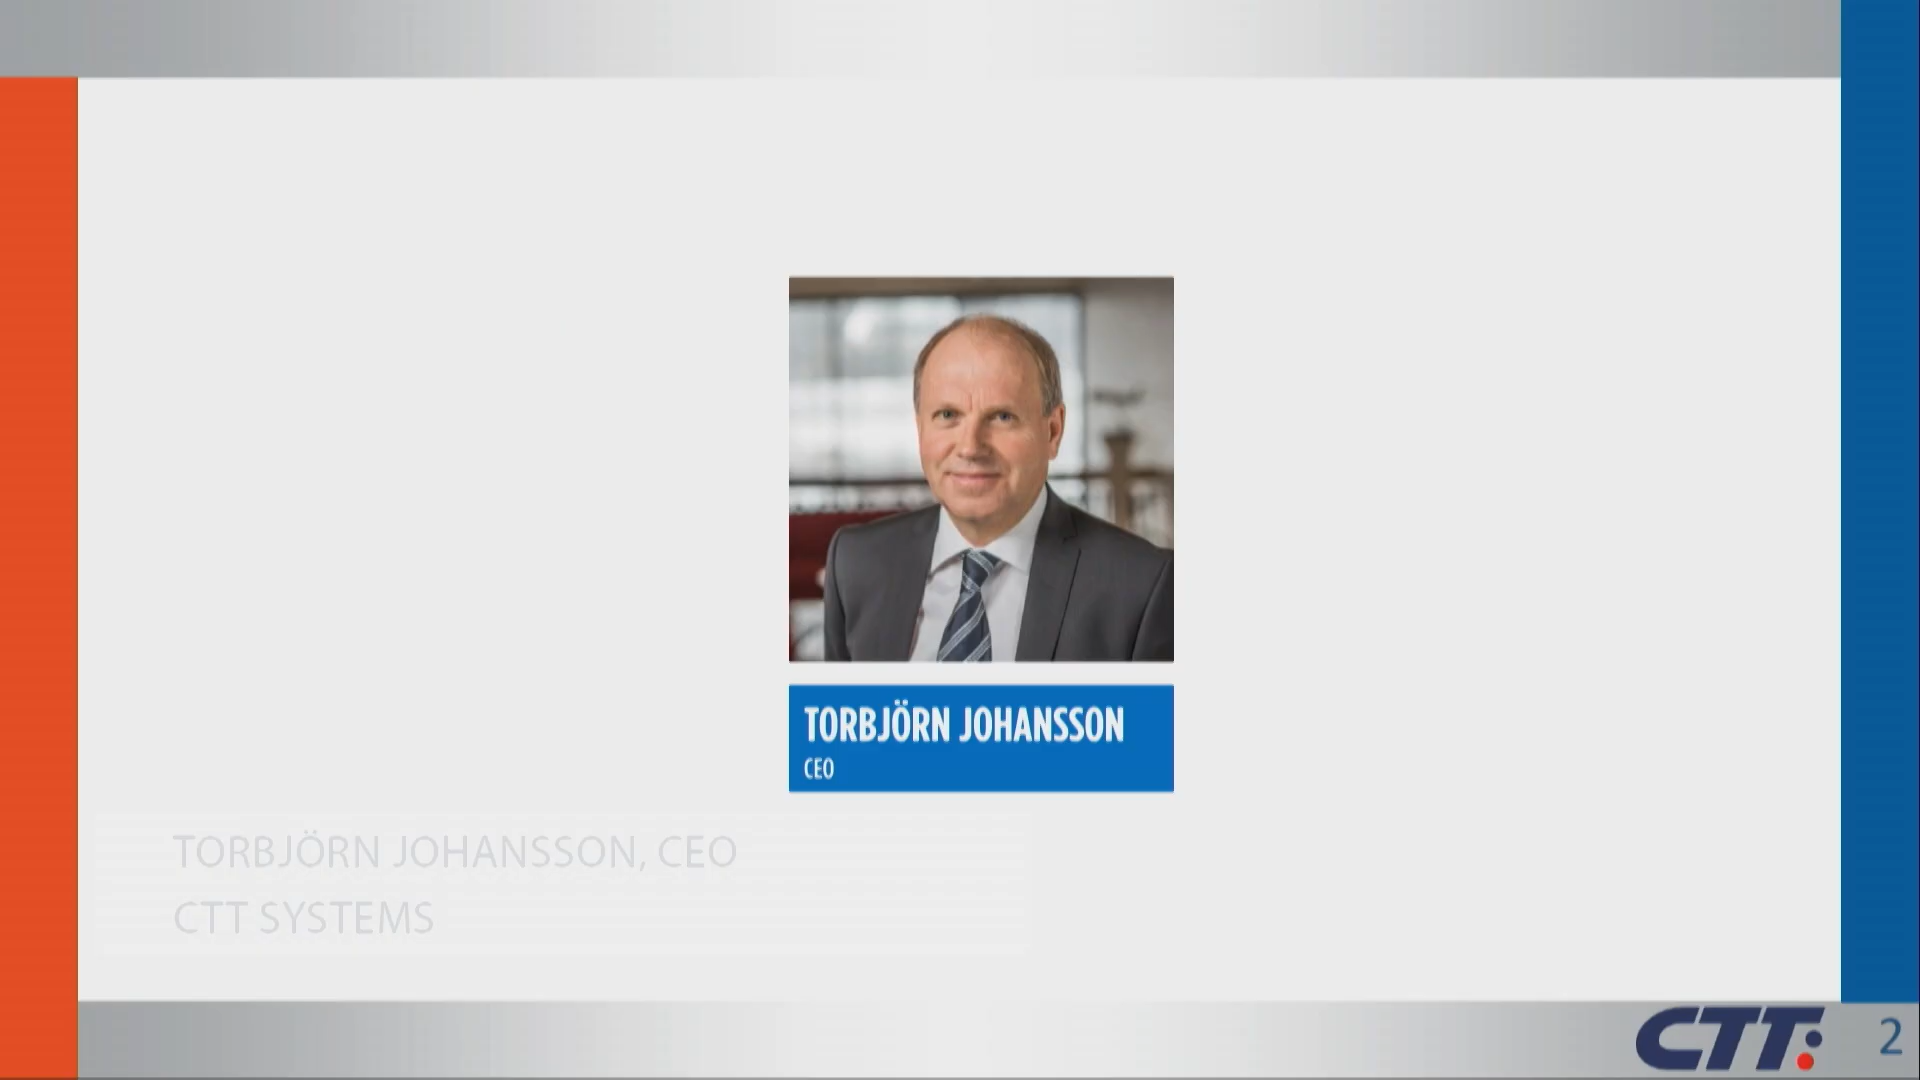 TORBJÖRN JOHANSSON
CEO
TORBJÖRN JOHANSSON, CEO
CTT SYSTEMS
CTT
2